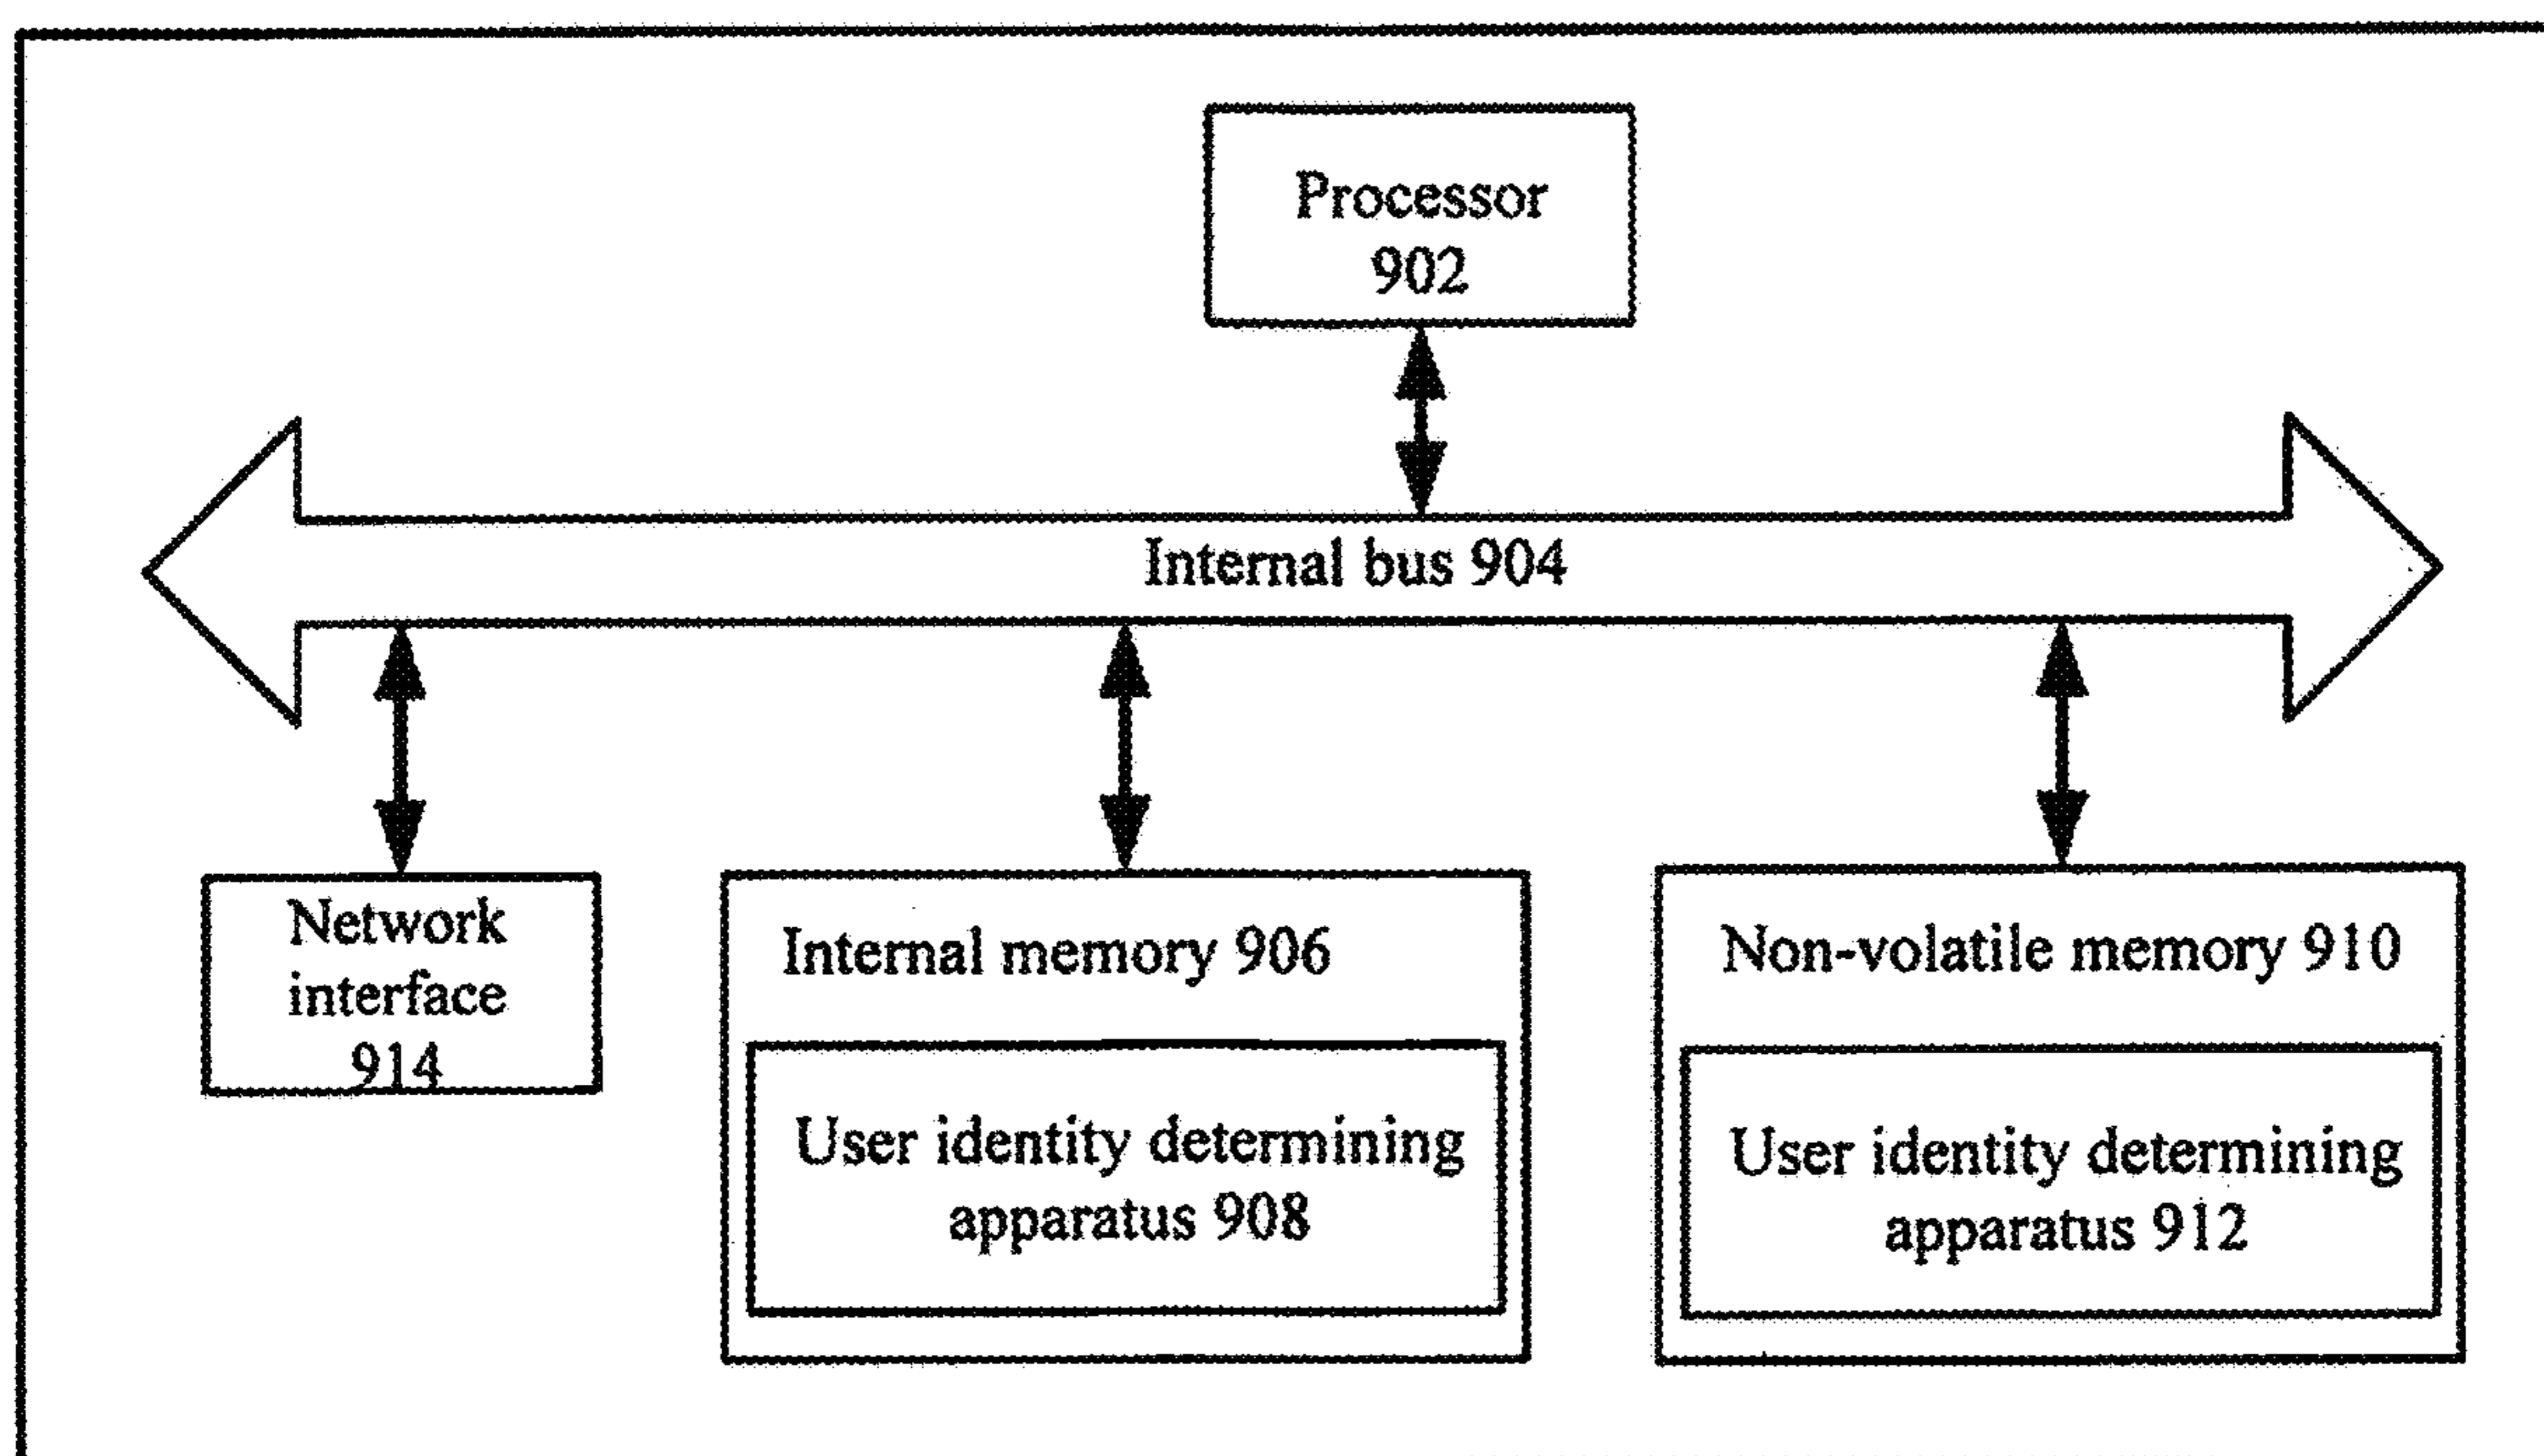 Processor
902
Internal bus 904
Network
interface
914
Internal memory 906
User identity determining
apparatus 908
Non-volatile memory 910
User identity determining
apparatus 912